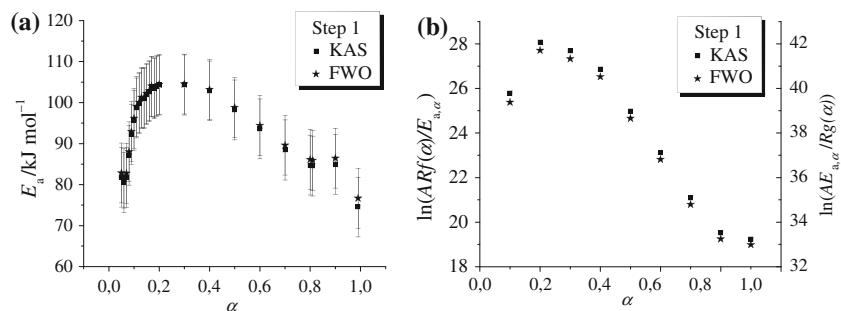 (a)
120
110
100
90
80
70
60
E_a/kJ mol⁻¹
Step 1
KAS
FWO
0,0 0,2 0,4 0,6 0,8 1,0
α
(b)
28
26
24
22
20
18
ln(ARf(α)/E_a,α)
Step 1
KAS
FWO
42
40
38
36
34
32
ln(AE_a,α/Rg(α))
0,0 0,2 0,4 0,6 0,8 1,0
α